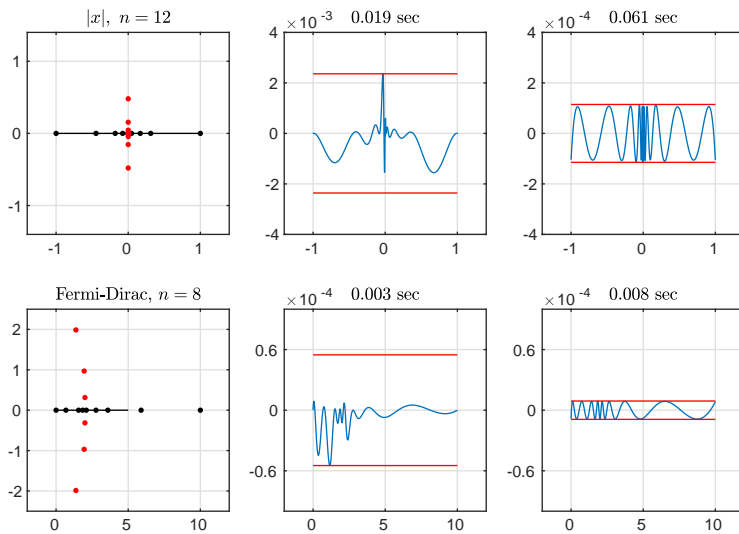 |x|, n = 12
1
0
-1
-1 0 1
×10⁻³ 0.019 sec
4
2
0
-2
-4
-1 0 1
×10⁻⁴ 0.061 sec
4
2
0
-2
-4
-1 0 1
Fermi-Dirac, n = 8
2
1
0
-1
-2
0 5 10
×10⁻⁴ 0.003 sec
0.6
0
-0.6
0 5 10
×10⁻⁴ 0.008 sec
0.6
0
-0.6
0 5 10